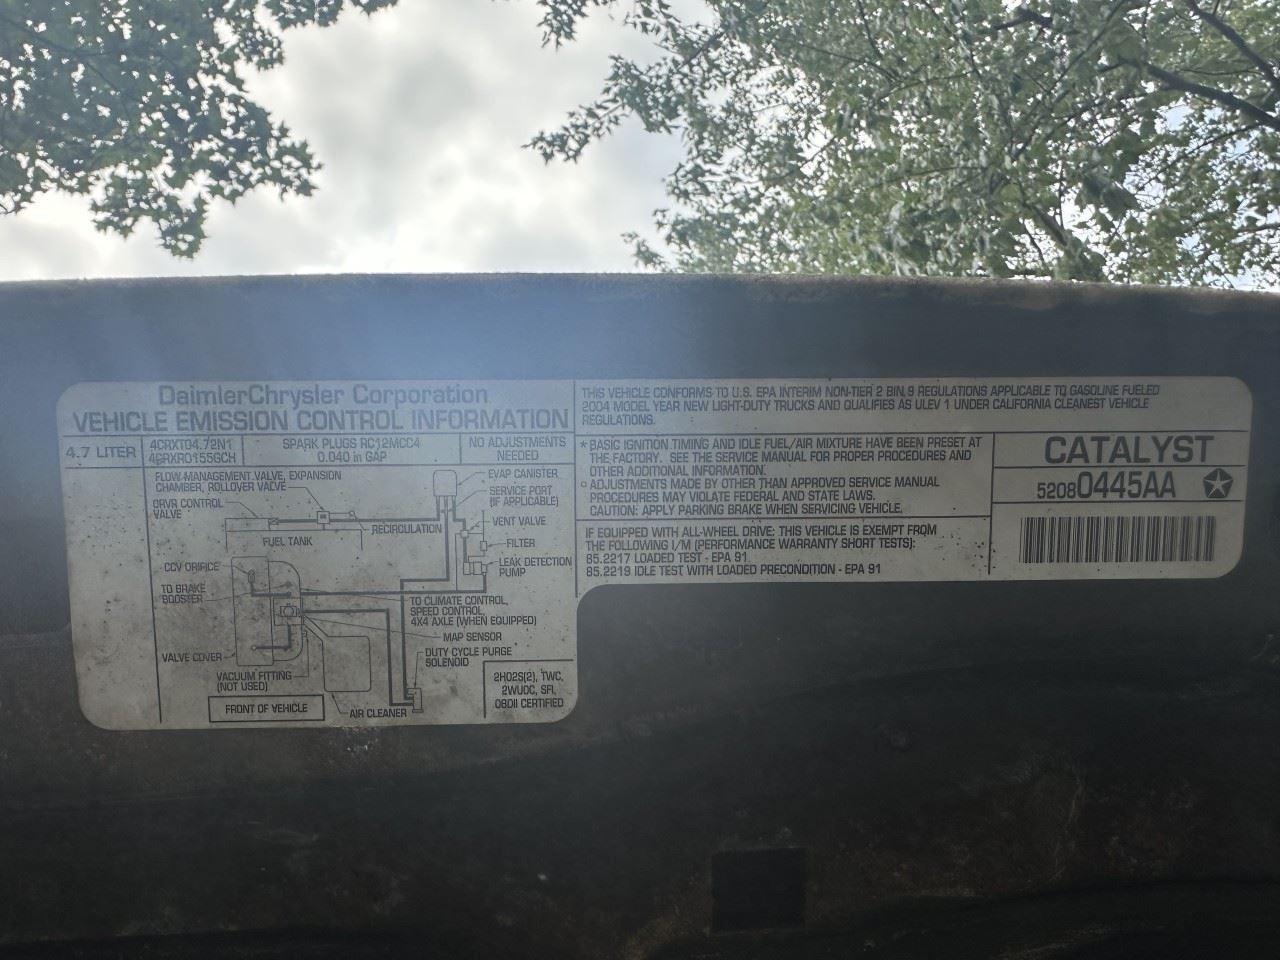 DaimlerChrysler Corporation
VEHICLE EMISSION CONTROL INFORMATION
4.7 LITER
4CRXT04.72N1
4CRXR0155GCH
SPARK PLUGS RC12MCC4
0.040 in GAP
NO ADJUSTMENTS
NEEDED
FLOW MANAGEMENT VALVE, EXPANSION
CHAMBER, ROLLOVER VALVE
ORVR CONTROL
VALVE
RECIRCULATION
FUEL TANK
EVAP CANISTER
SERVICE PORT
(IF APPLICABLE)
VENT VALVE
FILTER
LEAK DETECTION
PUMP
CCV ORIFICE
TO BRAKE
BOOSTER
TO CLIMATE CONTROL,
SPEED CONTROL,
4X4 AXLE (WHEN EQUIPPED)
MAP SENSOR
VALVE COVER
DUTY CYCLE PURGE
SOLENOID
VACUUM FITTING
(NOT USED)
FRONT OF VEHICLE
AIR CLEANER
2HO2S(2), TWC,
2WUOC, SFI,
OBDII CERTIFIED
THIS VEHICLE CONFORMS TO U.S. EPA INTERIM NON-TIER 2 BIN 9 REGULATIONS APPLICABLE TO GASOLINE FUELED
2004 MODEL YEAR NEW LIGHT-DUTY TRUCKS AND QUALIFIES AS ULEV 1 UNDER CALIFORNIA CLEANEST VEHICLE
REGULATIONS.
* BASIC IGNITION TIMING AND IDLE FUEL/AIR MIXTURE HAVE BEEN PRESET AT
THE FACTORY. SEE THE SERVICE MANUAL FOR PROPER PROCEDURES AND
OTHER ADDITIONAL INFORMATION.
○ ADJUSTMENTS MADE BY OTHER THAN APPROVED SERVICE MANUAL
PROCEDURES MAY VIOLATE FEDERAL AND STATE LAWS.
CAUTION: APPLY PARKING BRAKE WHEN SERVICING VEHICLE.
IF EQUIPPED WITH ALL-WHEEL DRIVE: THIS VEHICLE IS EXEMPT FROM
THE FOLLOWING I/M (PERFORMANCE WARRANTY SHORT TESTS):
85.2217 LOADED TEST - EPA 91
85.2219 IDLE TEST WITH LOADED PRECONDITION - EPA 91
CATALYST
52080445AA